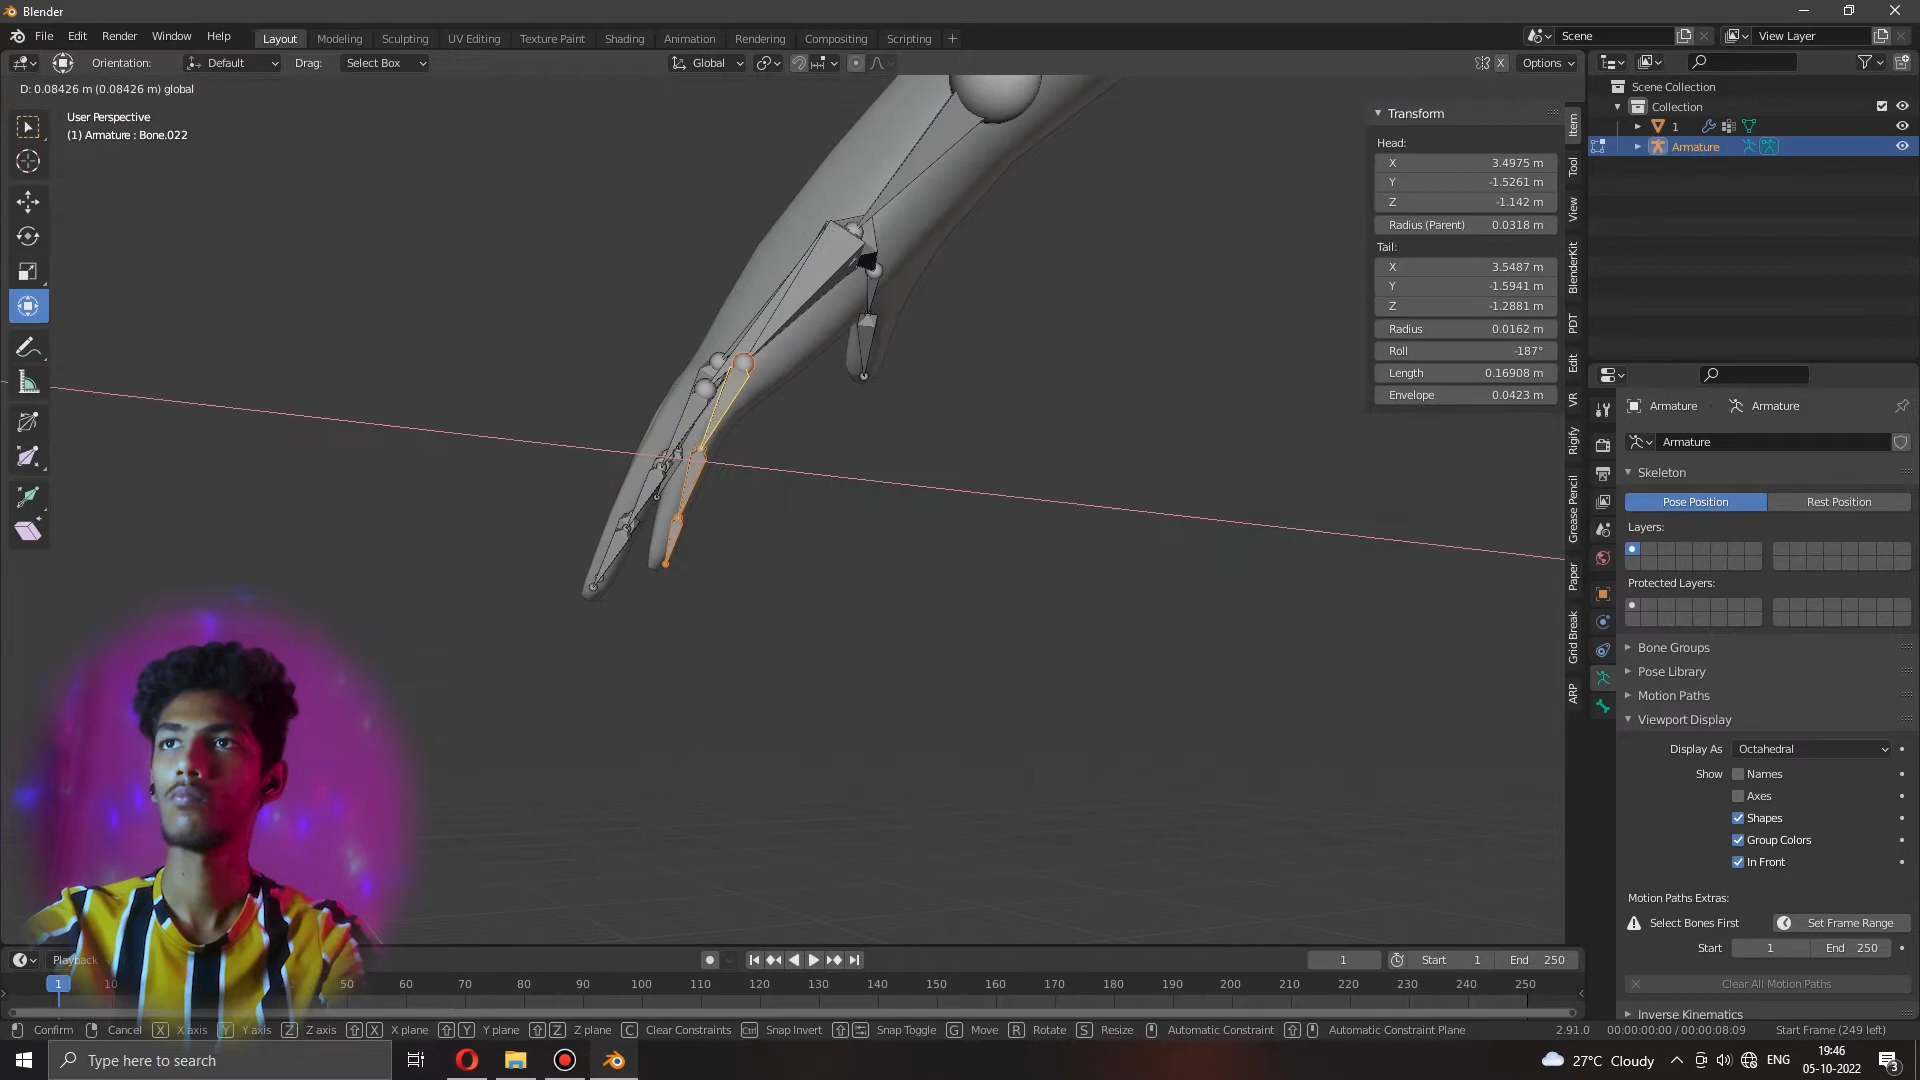 Blender
File Edit Render Window Help Layout Modeling Sculpting UV Editing Texture Paint Shading Animation Rendering Compositing Scripting + Scene View Layer
Orientation: Default Drag: Select Box Global X Options
D: 0.08426 m (0.08426 m) global
User Perspective
(1) Armature : Bone.022
Transform
Head:
X 3.4975 m
Y -1.5261 m
Z -1.142 m
Radius (Parent) 0.0318 m
Tail:
X 3.5487 m
Y -1.5941 m
Z -1.2881 m
Radius 0.0162 m
Roll -187°
Length 0.16908 m
Envelope 0.0423 m
Item
Tool
View
BlenderKit
PDT
Edit
VR
Rigify
Grease Pencil
Paper
Grid Break
ARP
Scene Collection
Collection
1
Armature
Armature Armature
Armature
Skeleton
Pose Position Rest Position
Layers:
Protected Layers:
Bone Groups
Pose Library
Motion Paths
Viewport Display
Display As Octahedral
Show Names
Axes
Shapes
Group Colors
In Front
Motion Paths Extras:
Select Bones First Set Frame Range
Start 1 End 250
Clear All Motion Paths
Inverse Kinematics
Playback 1 Start 1 End 250
1 10 50 60 70 80 90 100 110 120 130 140 150 160 170 180 190 200 210 220 230 240 250
Confirm Cancel X X axis Y Y axis Z Z axis X X plane Y Y plane Z Z plane C Clear Constraints Ctrl Snap Invert Snap Toggle G Move R Rotate S Resize Automatic Constraint Automatic Constraint Plane 2.91.0 00:00:00:00 / 00:00:08:09 Start Frame (249 left)
Type here to search 27°C Cloudy ENG 19:46
05-10-2022 3